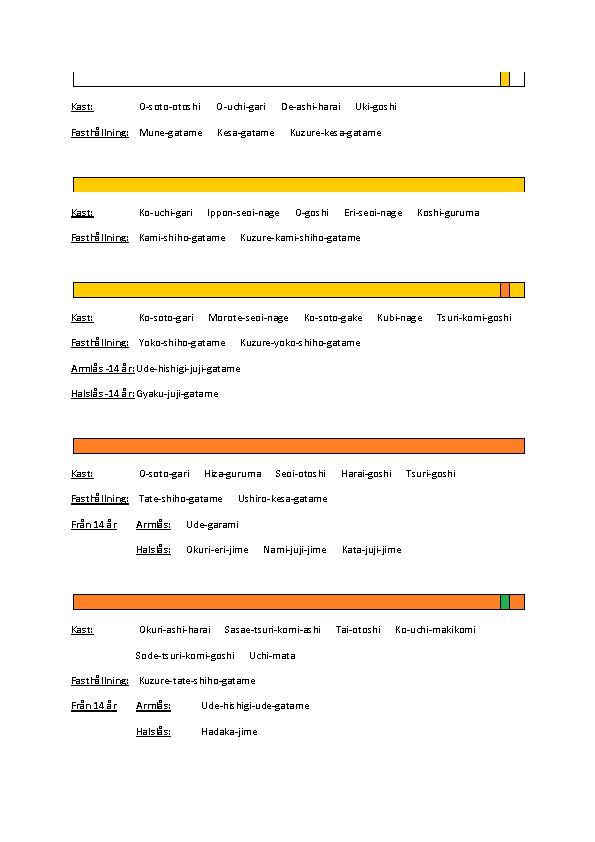 Kast: O-soto-otoshi O-uchi-gari De-ashi-harai Uki-goshi
Fasthållning: Mune-gatame Kesa-gatame Kuzure-kesa-gatame
Kast: Ko-uchi-gari Ippon-seoi-nage O-goshi Eri-seoi-nage Koshi-guruma
Fasthållning: Kami-shiho-gatame Kuzure-kami-shiho-gatame
Kast: Ko-soto-gari Morote-seoi-nage Ko-soto-gake Kubi-nage Tsuri-komi-goshi
Fasthållning: Yoko-shiho-gatame Kuzure-yoko-shiho-gatame
Armlås -14 år: Ude-hishigi-juji-gatame
Halslås -14 år: Gyaku-juji-gatame
Kast: O-soto-gari Hiza-guruma Seoi-otoshi Harai-goshi Tsuri-goshi
Fasthållning: Tate-shiho-gatame Ushiro-kesa-gatame
Från 14 år Armlås: Ude-garami
Halslås: Okuri-eri-jime Nami-juji-jime Kata-juji-jime
Kast: Okuri-ashi-harai Sasae-tsuri-komi-ashi Tai-otoshi Ko-uchi-makikomi
Sode-tsuri-komi-goshi Uchi-mata
Fasthållning: Kuzure-tate-shiho-gatame
Från 14 år Armlås: Ude-hishigi-ude-gatame
Halslås: Hadaka-jime